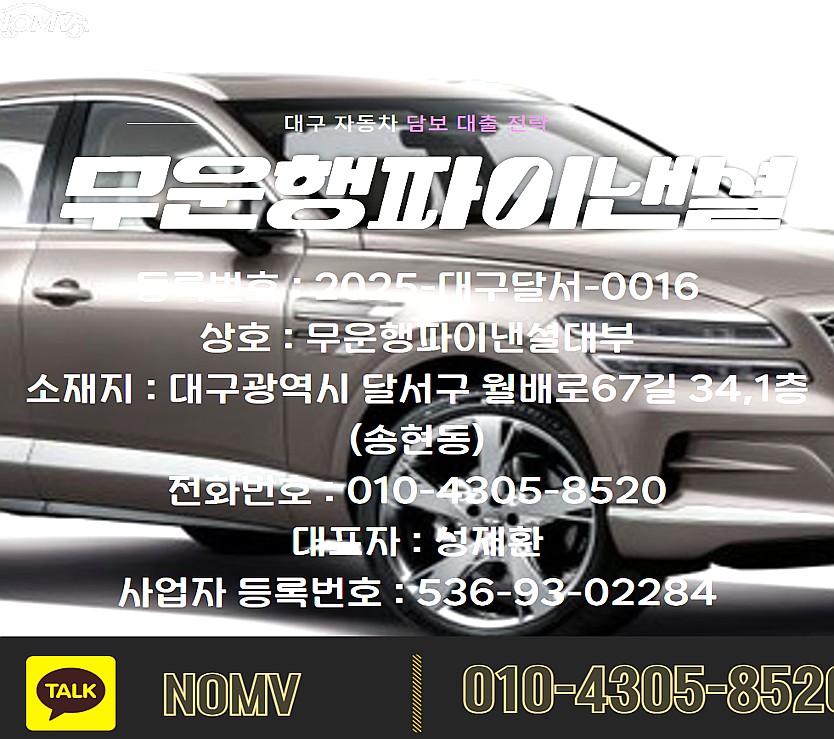 NOMV
대구 자동차 담보 대출 전략
무운행파이낸셜
등록번호 : 2025-대구달서-0016
상호 : 무운행파이낸셜대부
소재지 : 대구광역시 달서구 월배로67길 34,1층
(송현동)
전화번호 : 010-4305-8520
대표자 : 성재환
사업자 등록번호 : 536-93-02284
TALK
NOMV
010-4305-8520